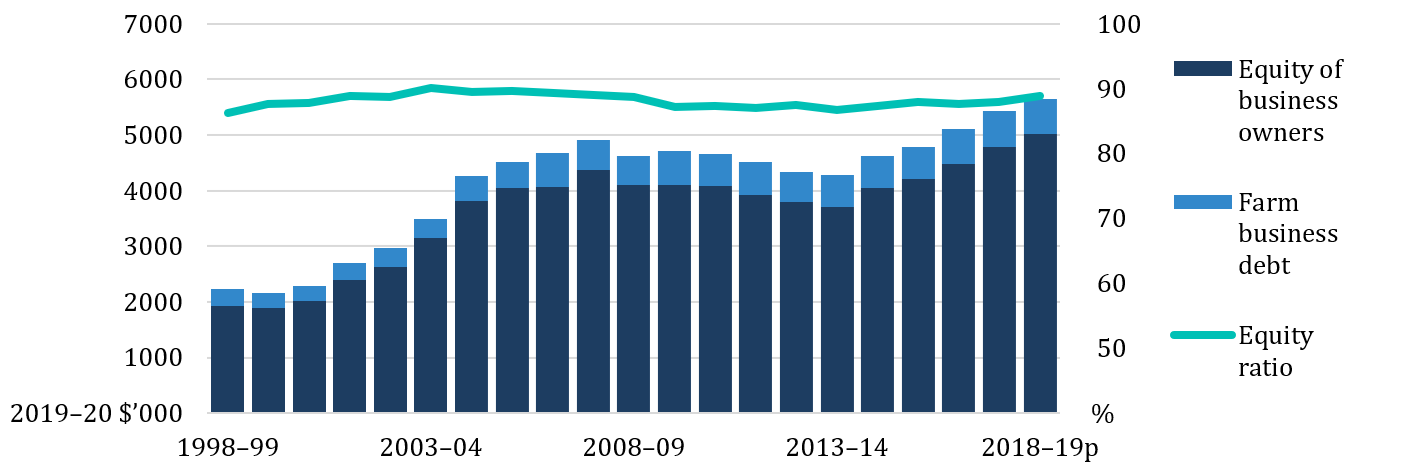 7000
6000
5000
4000
3000
2000
1000
2019–20 $’000
100
90
80
70
60
50
%
1998–99
2003–04
2008–09
2013–14
2018–19p
Equity of
business
owners
Farm
business
debt
Equity
ratio